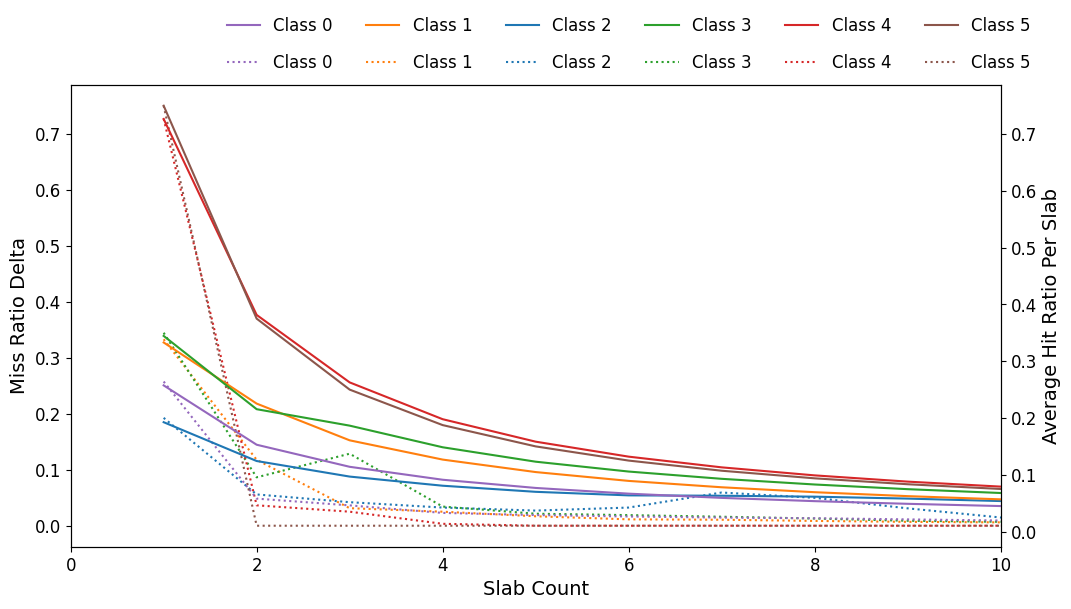 Class 0 Class 1 Class 2 Class 3 Class 4 Class 5
Class 0 Class 1 Class 2 Class 3 Class 4 Class 5
0.7 0.7
0.6 0.6
0.5 0.5
0.4 0.4
0.3 0.3
0.2 0.2
0.1 0.1
0.0 0.0
Miss Ratio Delta
Average Hit Ratio Per Slab
0 2 4 6 8 10
Slab Count